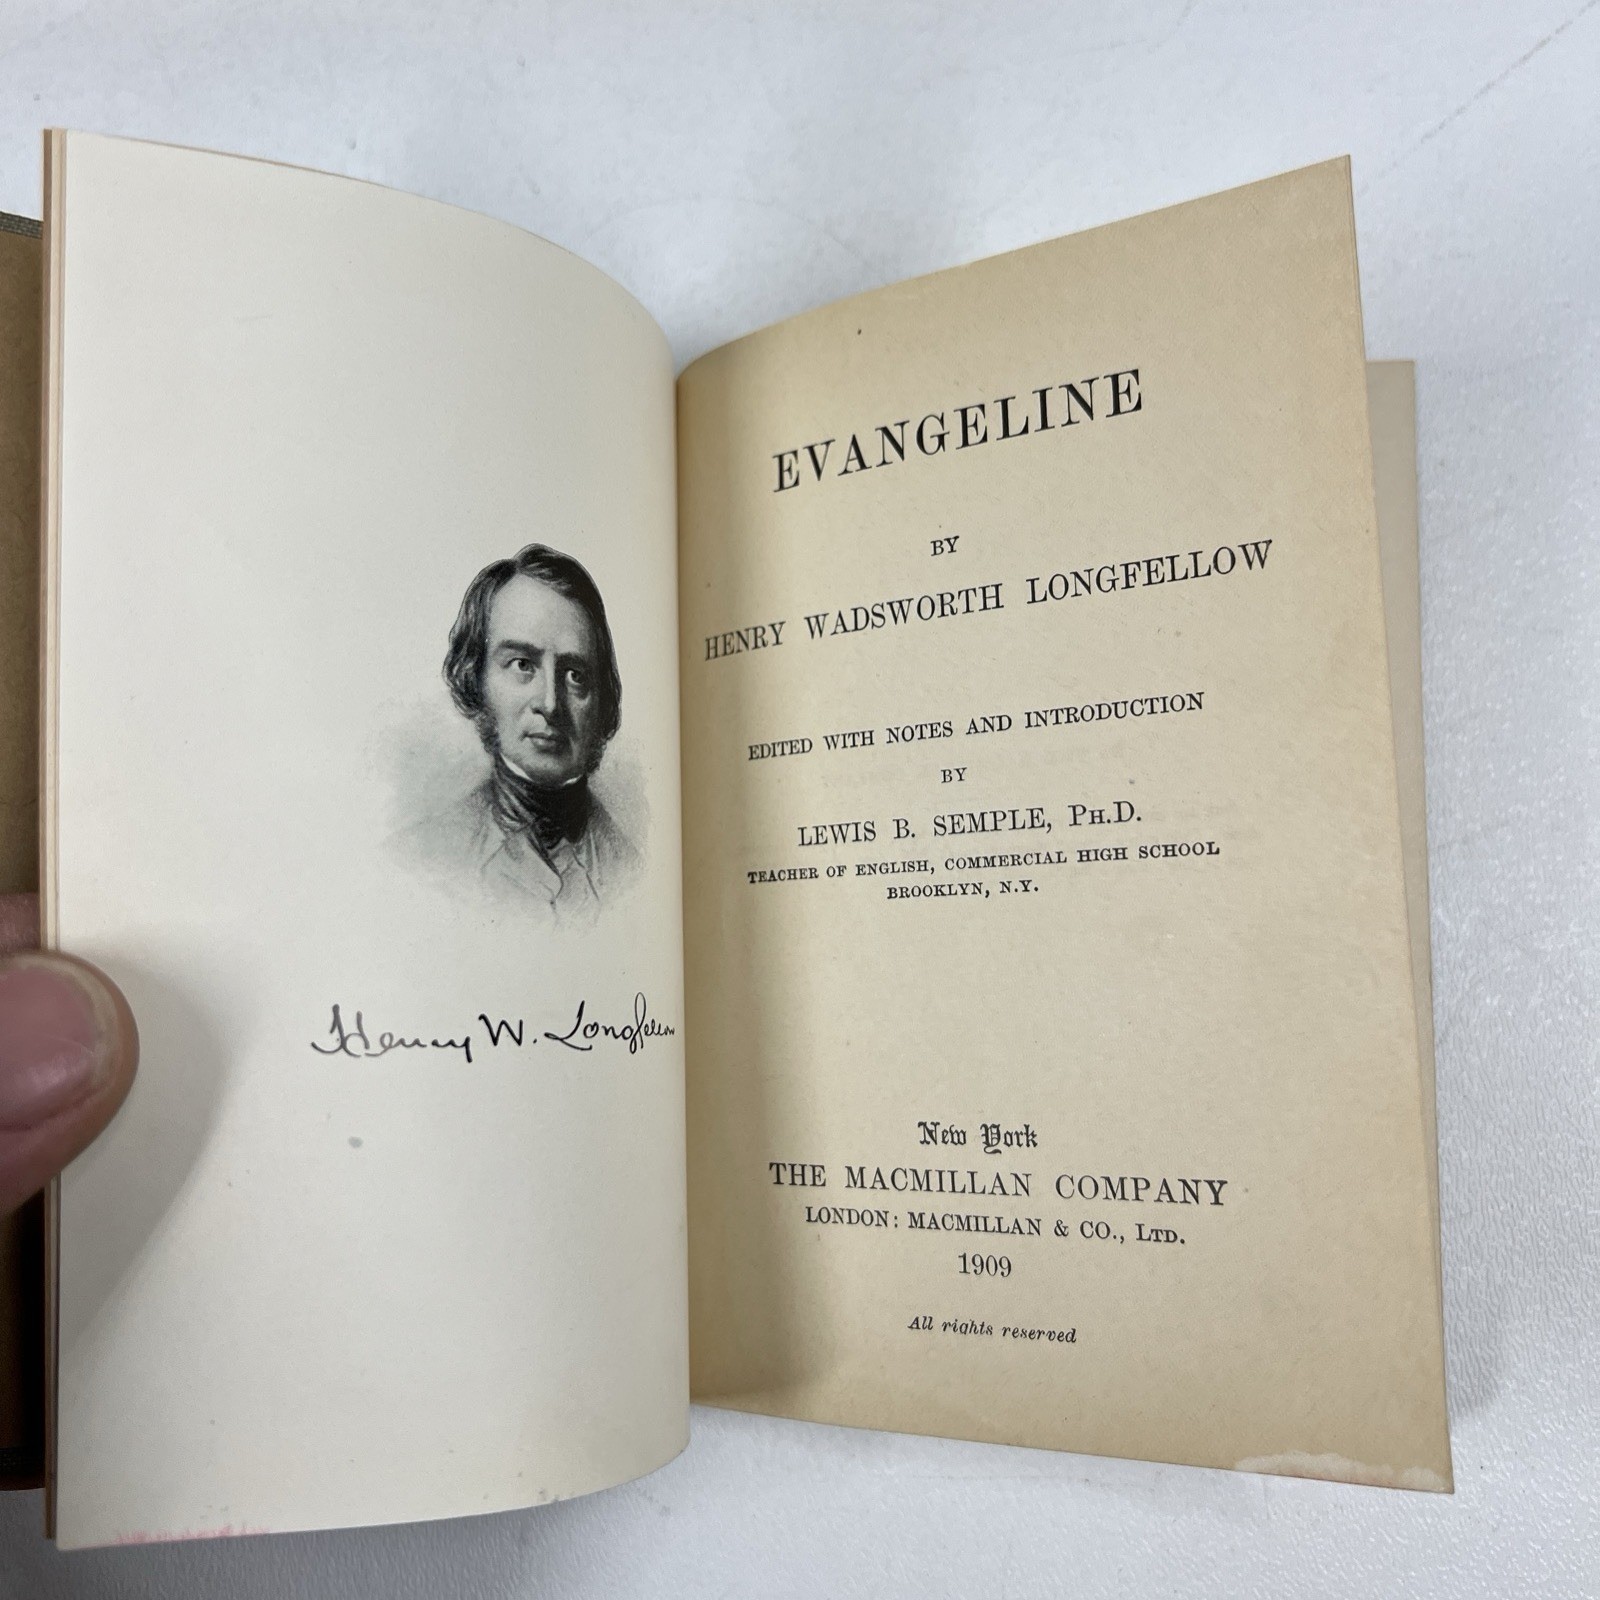 Henry W. Longfellow
EVANGELINE
BY
HENRY WADSWORTH LONGFELLOW
EDITED WITH NOTES AND INTRODUCTION
BY
LEWIS B. SEMPLE, PH.D.
TEACHER OF ENGLISH, COMMERCIAL HIGH SCHOOL
BROOKLYN, N.Y.
New York
THE MACMILLAN COMPANY
LONDON: MACMILLAN & CO., LTD.
1909
All rights reserved